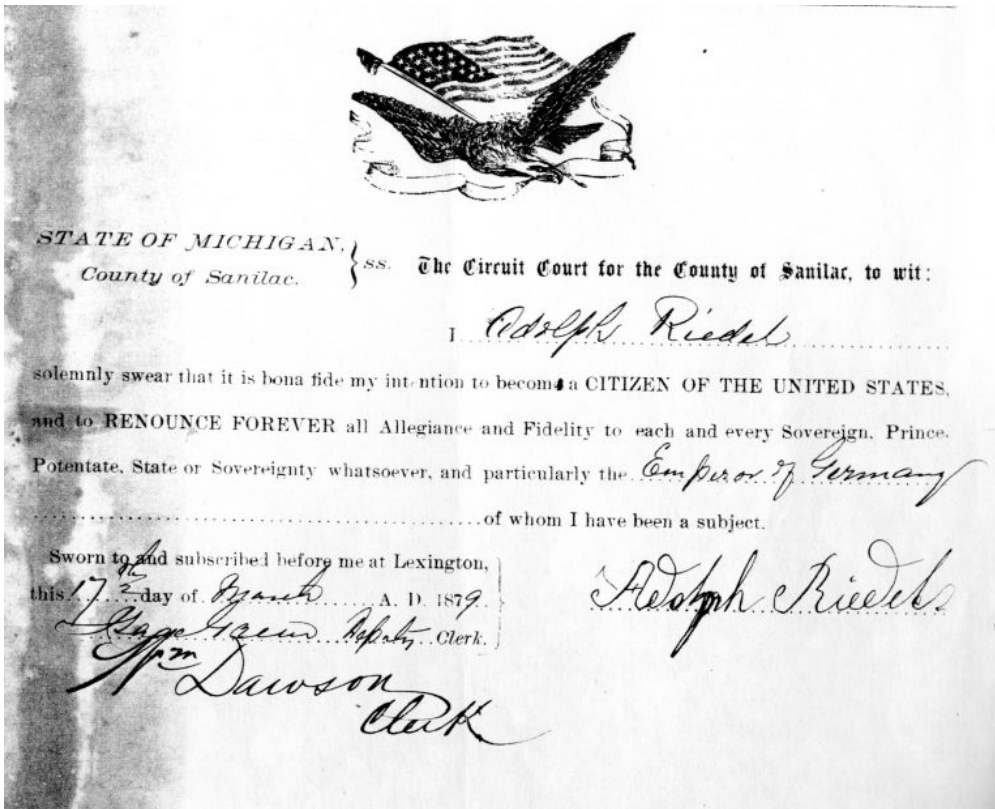 STATE OF MICHIGAN,
County of Sanilac.
ss. The Circuit Court for the County of Sanilac, to wit:
I Adolph Riedel
solemnly swear that it is bona fide my intention to become a CITIZEN OF THE UNITED STATES,
and to RENOUNCE FOREVER all Allegiance and Fidelity to each and every Sovereign, Prince,
Potentate, State or Sovereignty whatsoever, and particularly the Emperor of Germany
of whom I have been a subject.
Sworn to and subscribed before me at Lexington,
this 17th day of March A. D. 1879.
Deputy Clerk.
Adolph Riedel
Dawson
Clerk